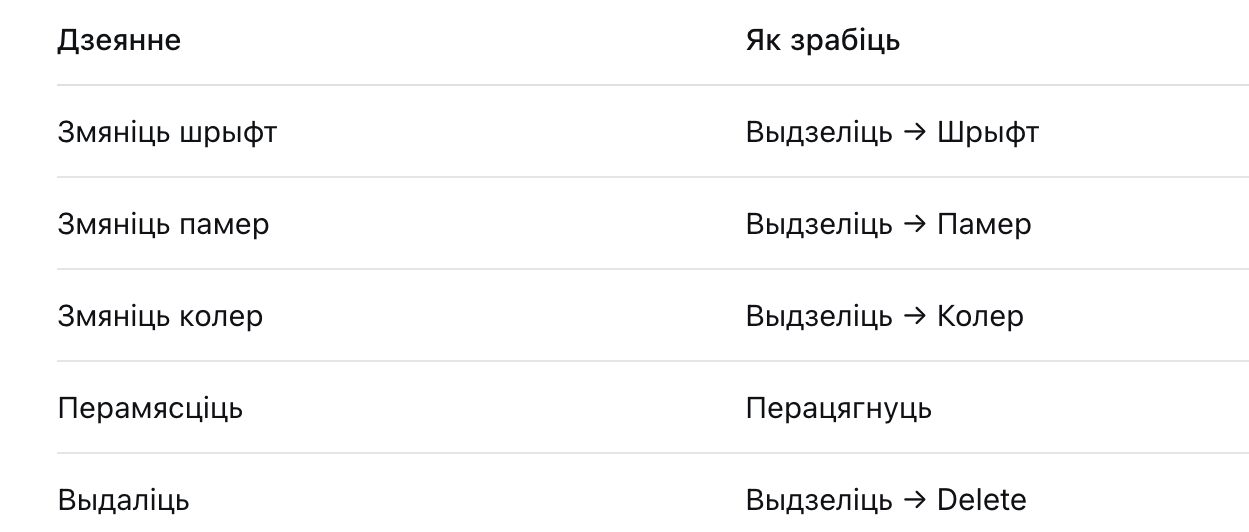 Дзеянне Як зрабіць
Змяніць шрыфт Выдзеліць → Шрыфт
Змяніць памер Выдзеліць → Памер
Змяніць колер Выдзеліць → Колер
Перамясціць Перацягнуць
Выдаліць Выдзеліць → Delete